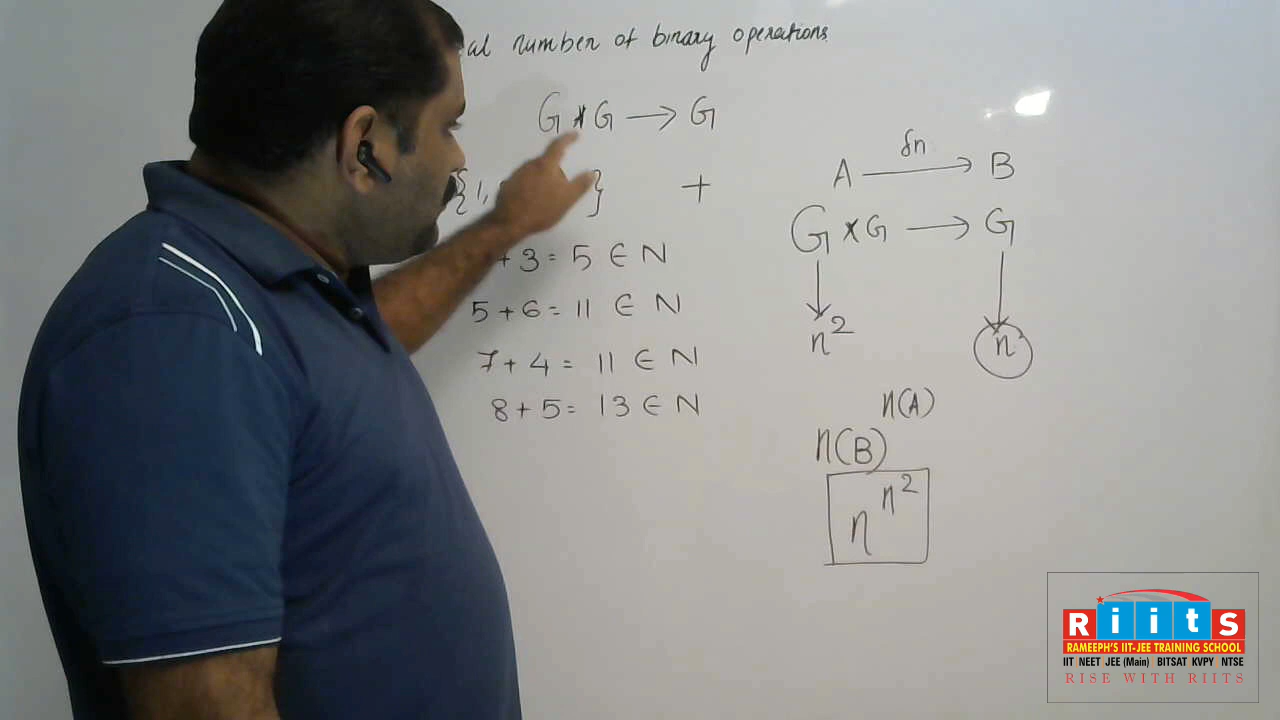 al number of binary operations
G * G → G
{1, } +
+ 3 = 5 ∈ N
5 + 6 = 11 ∈ N
7 + 4 = 11 ∈ N
8 + 5 = 13 ∈ N
A fn → B
G × G → G
n² n
n(A)
n(B)
n^n²
Riits
RAMEEPH'S IIT-JEE TRAINING SCHOOL
IIT NEET JEE (Main) BITSAT KVPY NTSE
RISE WITH RIITS